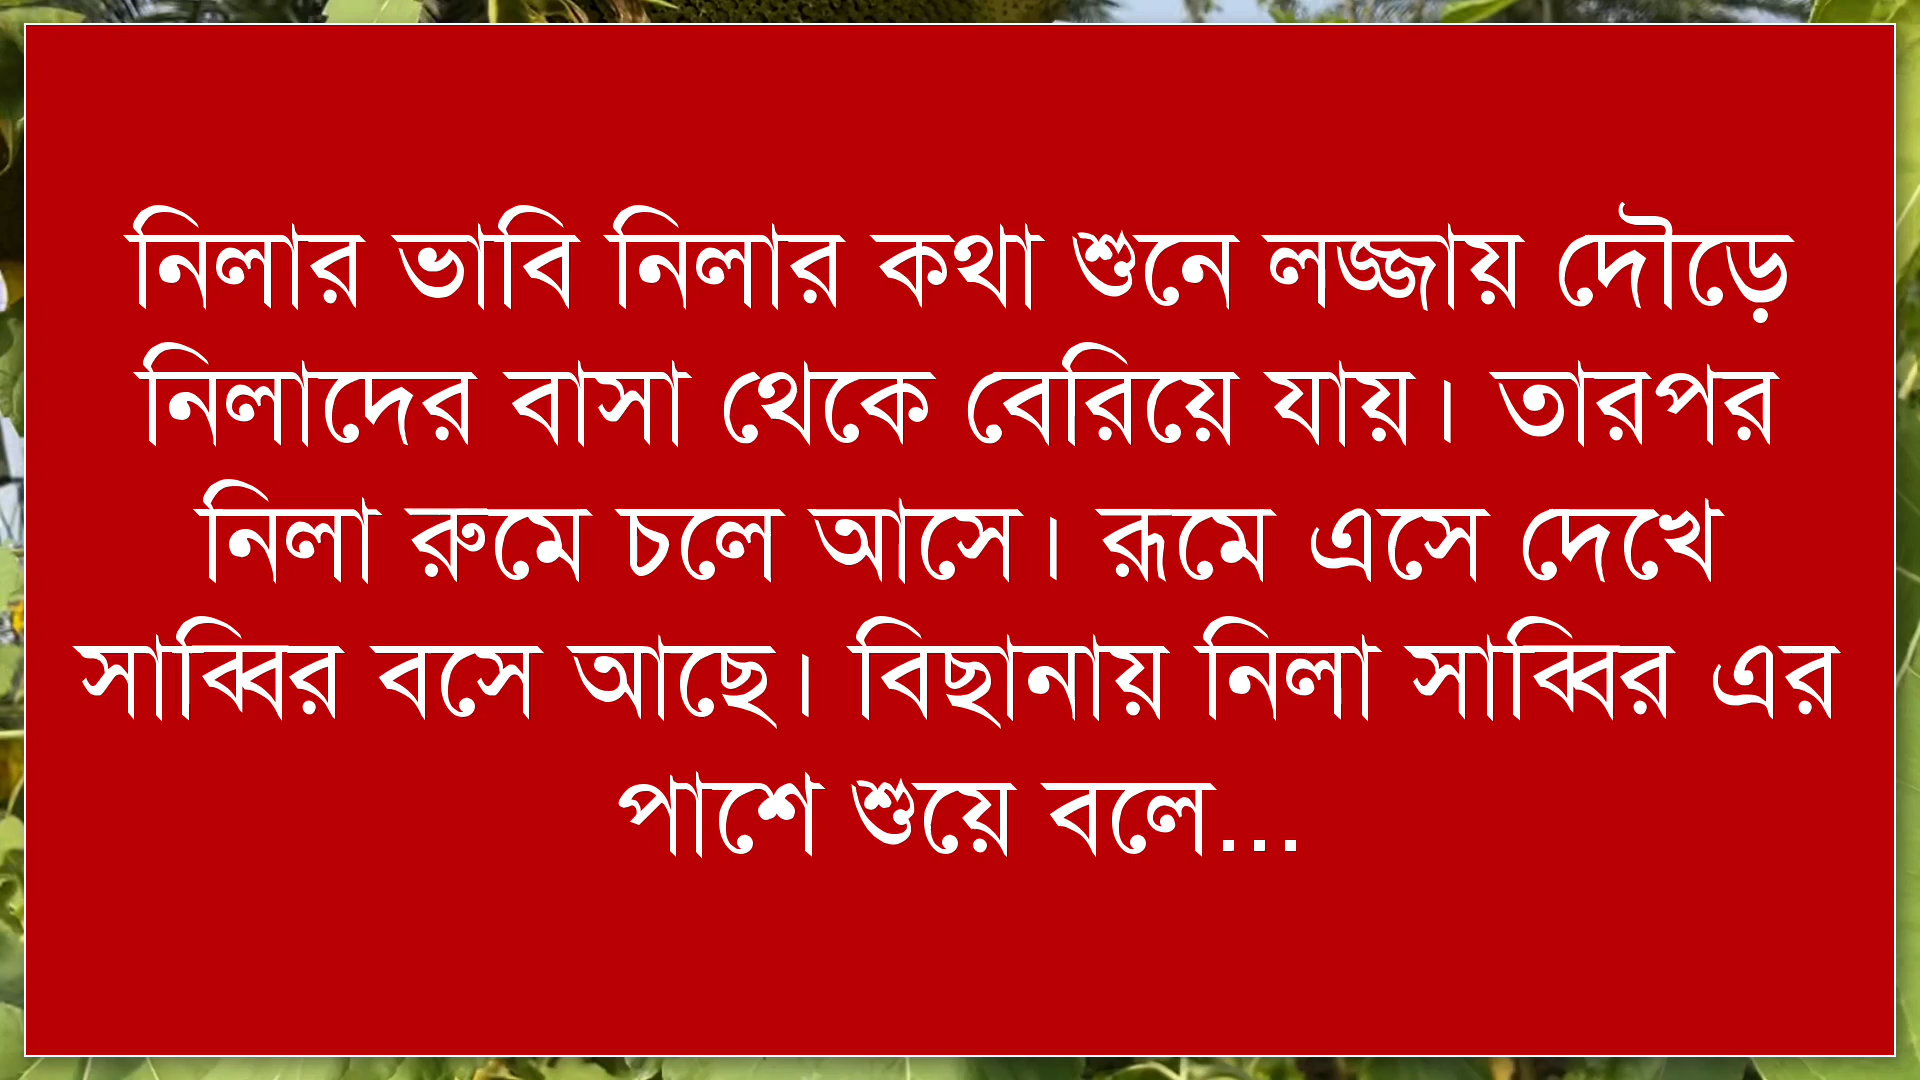 নিলার ভাবি নিলার কথা শুনে লজ্জায় দৌড়ে
নিলাদের বাসা থেকে বেরিয়ে যায়। তারপর
নিলা রুমে চলে আসে। রূমে এসে দেখে
সাব্বির বসে আছে। বিছানায় নিলা সাব্বির এর
পাশে শুয়ে বলে...